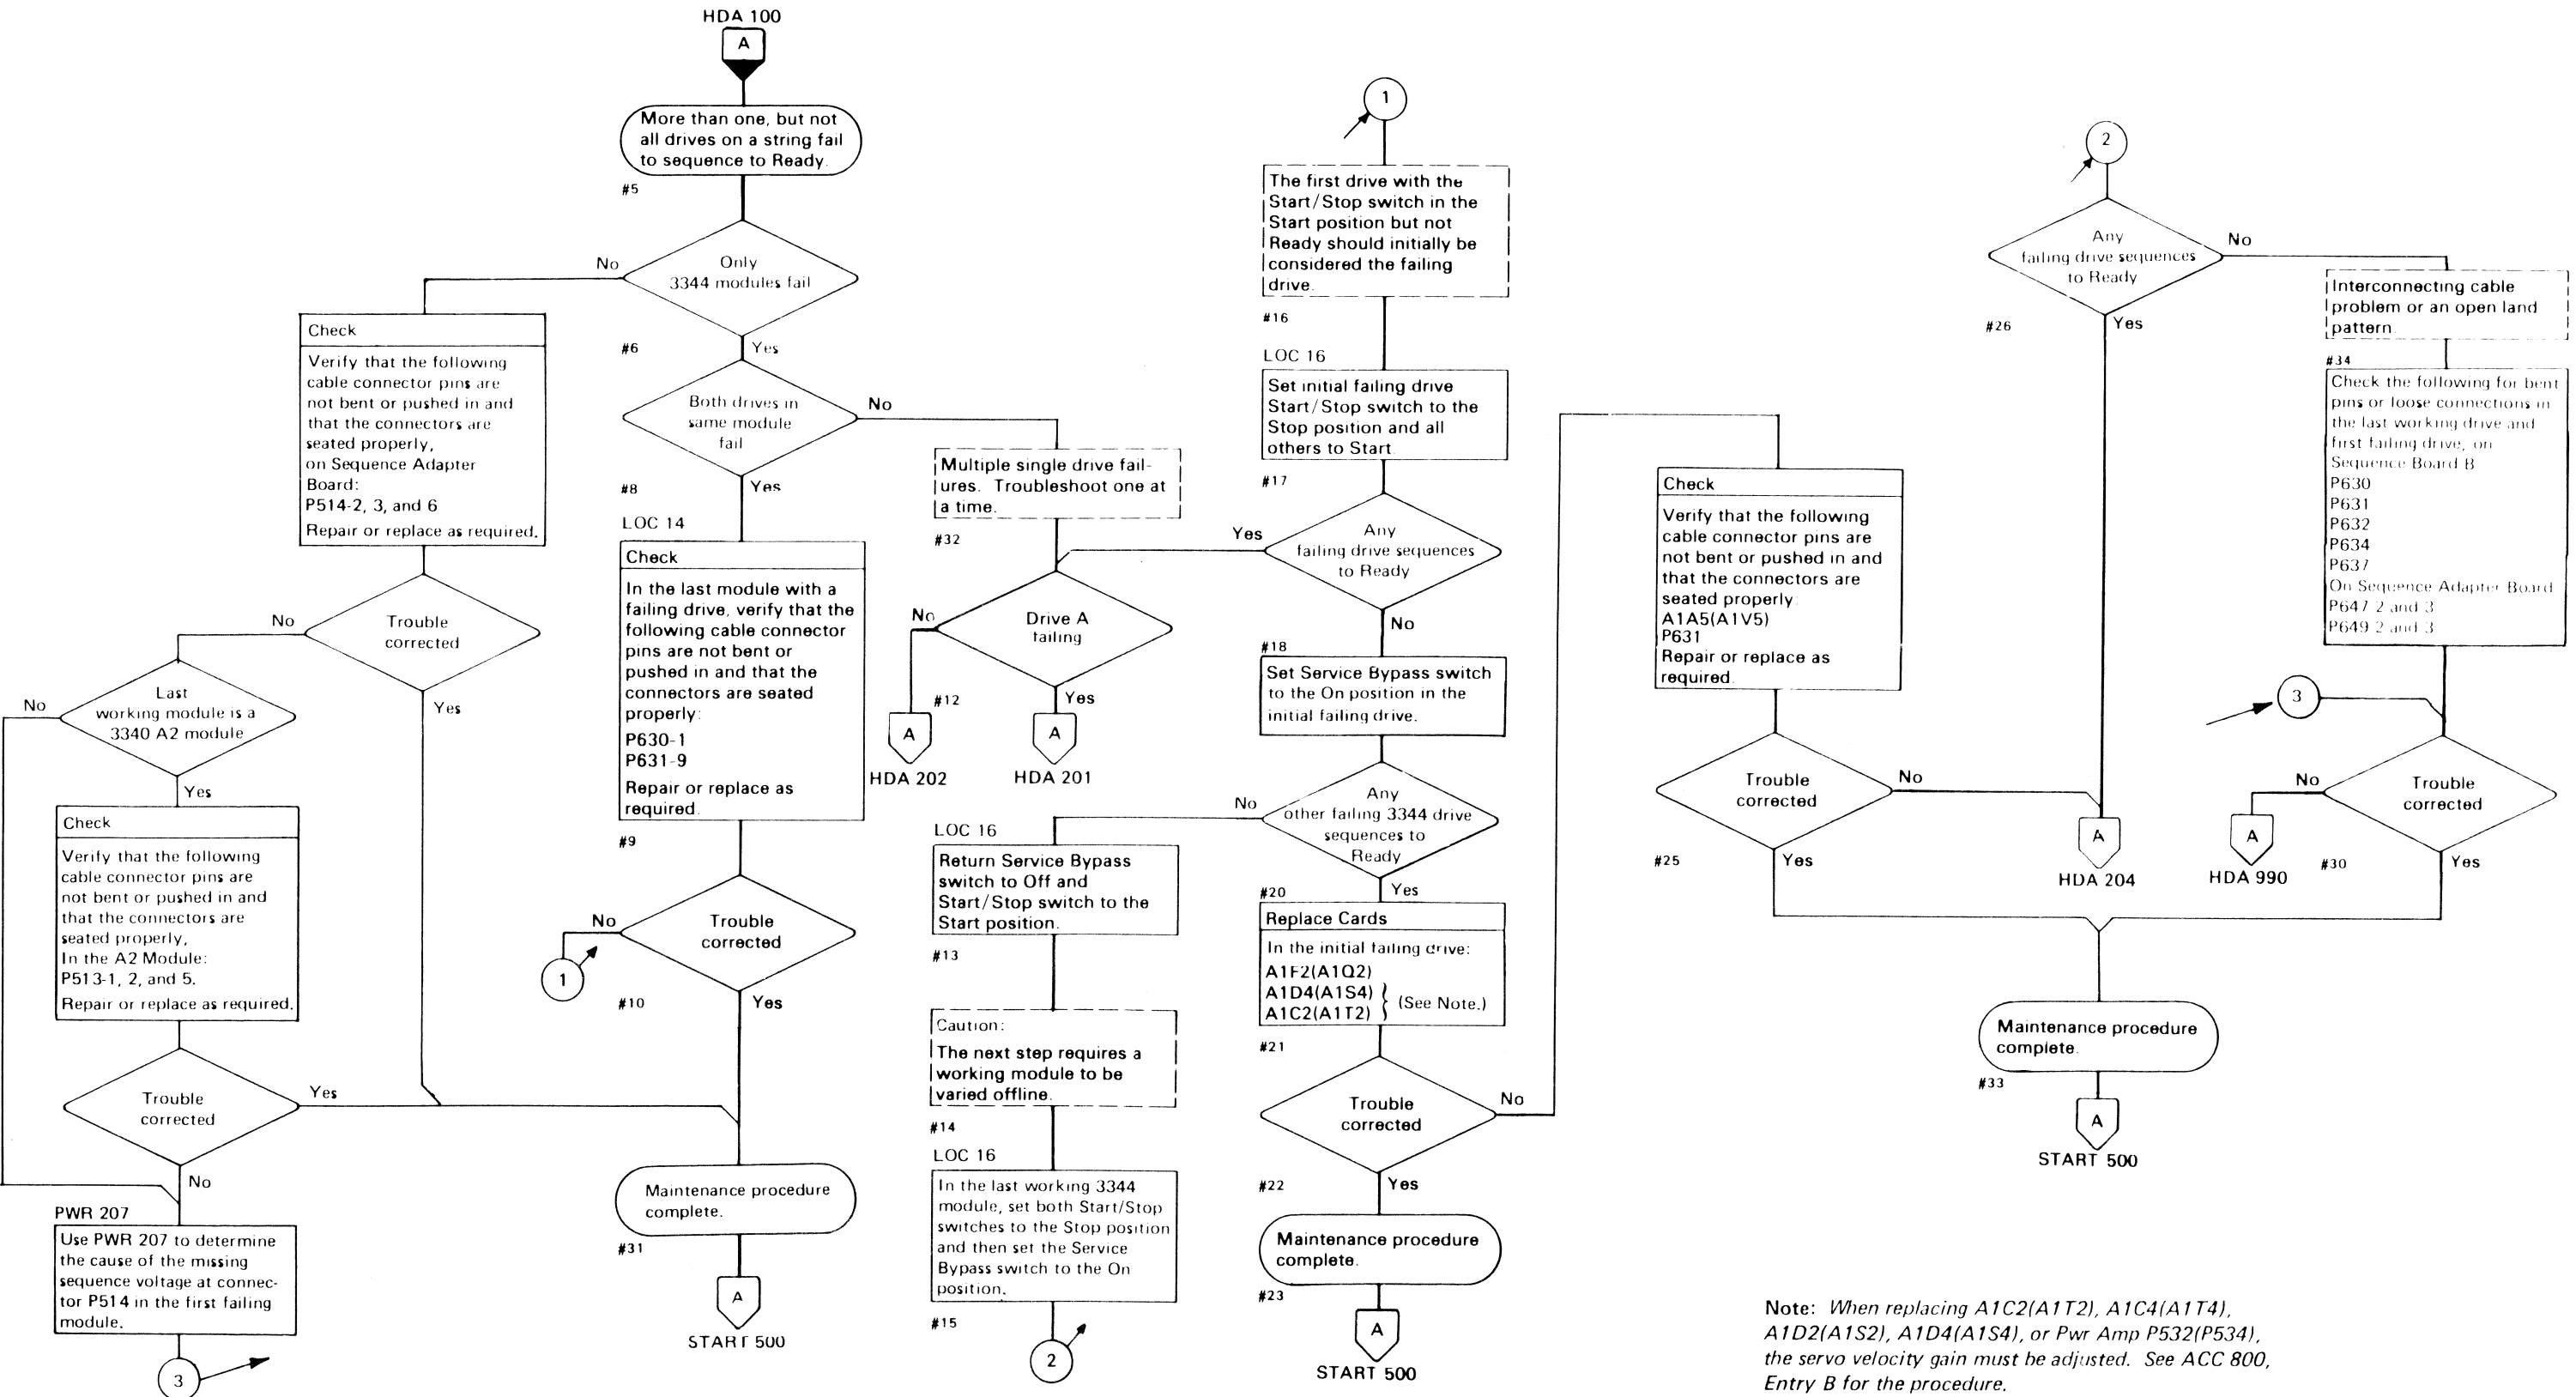 HDA 100
A
More than one, but not
all drives on a string fail
to sequence to Ready.
#5
Only
3344 modules fail
No
Yes
#6
Check
Verify that the following
cable connector pins are
not bent or pushed in and
that the connectors are
seated properly,
on Sequence Adapter
Board:
P514-2, 3, and 6
Repair or replace as required.
Trouble
corrected
No
Yes
Last
working module is a
3340 A2 module
No
Yes
Check
Verify that the following
cable connector pins are
not bent or pushed in and
that the connectors are
seated properly,
In the A2 Module:
P513-1, 2, and 5.
Repair or replace as required.
Trouble
corrected
Yes
No
PWR 207
Use PWR 207 to determine
the cause of the missing
sequence voltage at connec-
tor P514 in the first failing
module.
3
Both drives in
same module
fail
No
Yes
#8
LOC 14
Check
In the last module with a
failing drive, verify that the
following cable connector
pins are not bent or
pushed in and that the
connectors are seated
properly:
P630-1
P631-9
Repair or replace as
required.
#9
Trouble
corrected
No
1
Yes
#10
Maintenance procedure
complete.
#31
A
START 500
Multiple single drive fail-
ures. Troubleshoot one at
a time.
#32
Drive A
failing
No
Yes
#12
A
HDA 202
A
HDA 201
LOC 16
Return Service Bypass
switch to Off and
Start/Stop switch to the
Start position.
#13
Caution:
The next step requires a
working module to be
varied offline.
#14
LOC 16
In the last working 3344
module, set both Start/Stop
switches to the Stop position
and then set the Service
Bypass switch to the On
position.
#15
2
1
The first drive with the
Start/Stop switch in the
Start position but not
Ready should initially be
considered the failing
drive.
#16
LOC 16
Set initial failing drive
Start/Stop switch to the
Stop position and all
others to Start.
#17
Any
failing drive sequences
to Ready
Yes
No
#18
Set Service Bypass switch
to the On position in the
initial failing drive.
Any
other failing 3344 drive
sequences to
Ready
No
Yes
#20
Replace Cards
In the initial failing drive:
A1F2(A1Q2)
A1D4(A1S4)
A1C2(A1T2)
(See Note.)
#21
Trouble
corrected
No
Yes
#22
Maintenance procedure
complete.
#23
A
START 500
Check
Verify that the following
cable connector pins are
not bent or pushed in and
that the connectors are
seated properly:
A1A5(A1V5)
P631
Repair or replace as
required.
Trouble
corrected
No
Yes
#25
2
Any
failing drive sequences
to Ready
No
Yes
#26
A
HDA 204
Interconnecting cable
problem or an open land
pattern.
#34
Check the following for bent
pins or loose connections in
the last working drive and
first failing drive, on
Sequence Board B
P630
P631
P632
P634
P637
On Sequence Adapter Board
P647 2 and 3
P649 2 and 3
3
Trouble
corrected
No
Yes
#30
A
HDA 990
Maintenance procedure
complete.
#33
A
START 500
Note: When replacing A1C2(A1T2), A1C4(A1T4),
A1D2(A1S2), A1D4(A1S4), or Pwr Amp P532(P534),
the servo velocity gain must be adjusted. See ACC 800,
Entry B for the procedure.